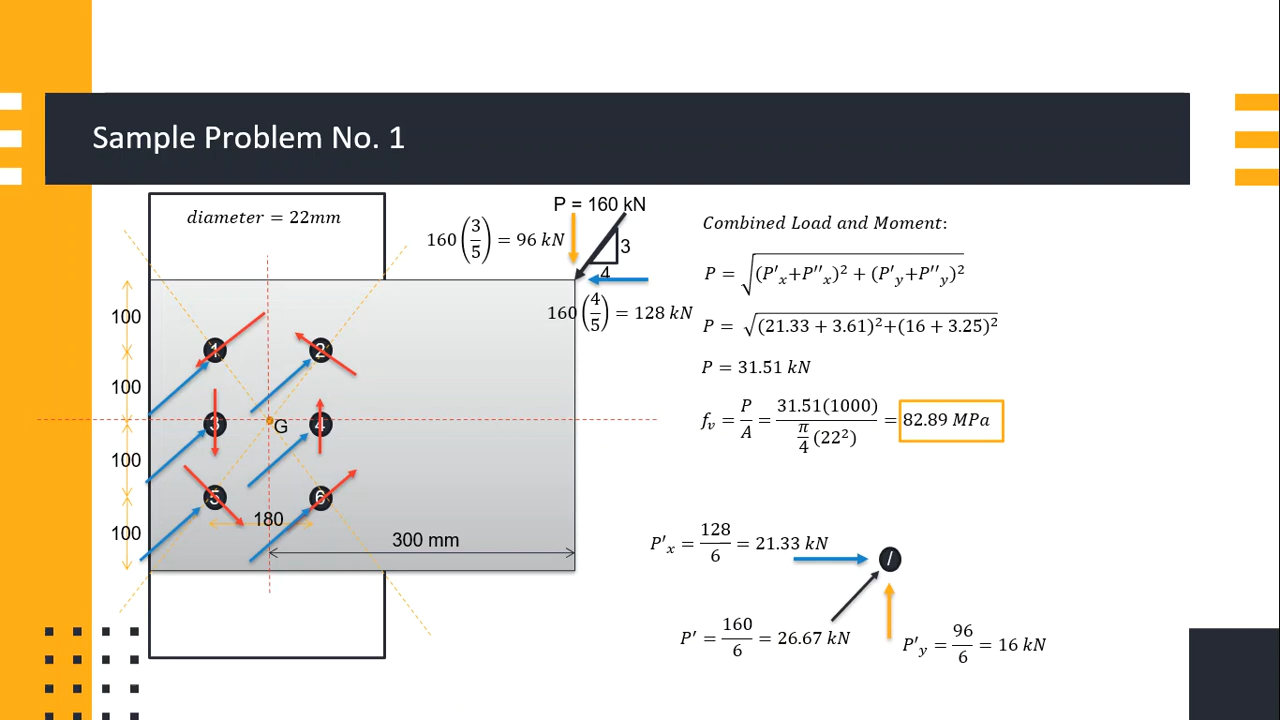 Sample Problem No. 1
diameter = 22mm
P = 160 kN
160(3/5) = 96 kN
3
4
160(4/5) = 128 kN
100
100
100
100
1
2
3
4
5
6
G
180
300 mm
Combined Load and Moment:
P = √((P'ₓ+P''ₓ)² + (P'ᵧ+P''ᵧ)²)
P = √((21.33 + 3.61)²+(16 + 3.25)²)
P = 31.51 kN
fᵥ = P/A = 31.51(1000)/(π/4 (22²)) = 82.89 MPa
P'ₓ = 128/6 = 21.33 kN
/
P' = 160/6 = 26.67 kN
P'ᵧ = 96/6 = 16 kN